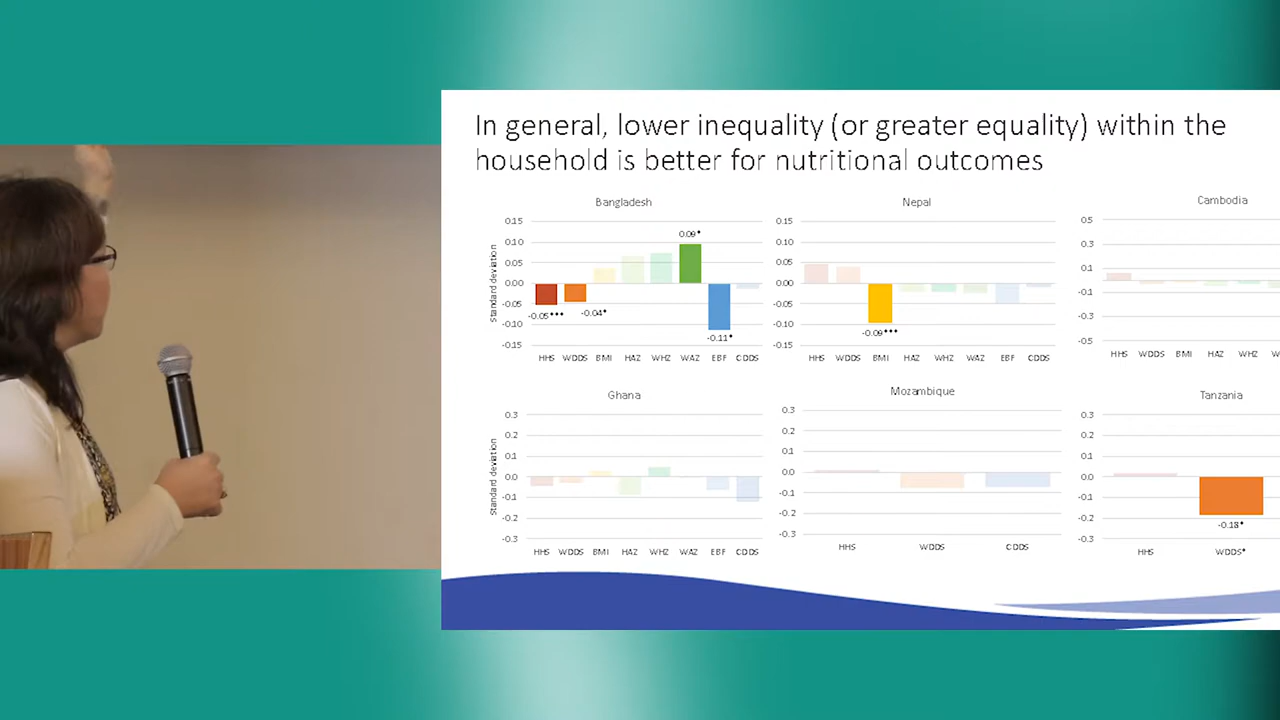 In general, lower inequality (or greater equality) within the
household is better for nutritional outcomes
Bangladesh
Standard deviation
0.15
0.10
0.05
0.00
-0.05
-0.10
-0.15
-0.05***
-0.04*
0.09*
-0.11*
HHS WDDS BMI HAZ WHZ WAZ EBF CDDS
Nepal
0.15
0.10
0.05
0.00
-0.05
-0.10
-0.15
-0.09***
HHS WDDS BMI HAZ WHZ WAZ EBF CDDS
Cambodia
0.5
0.3
0.1
-0.1
-0.3
-0.5
HHS WDDS BMI HAZ WHZ
Ghana
Standard deviation
0.3
0.2
0.1
0.0
-0.1
-0.2
-0.3
HHS WDDS BMI HAZ WHZ WAZ EBF CDDS
Mozambique
0.3
0.2
0.1
0.0
-0.1
-0.2
-0.3
HHS WDDS CDDS
Tanzania
0.3
0.2
0.1
0.0
-0.1
-0.2
-0.3
-0.18*
HHS WDDS*